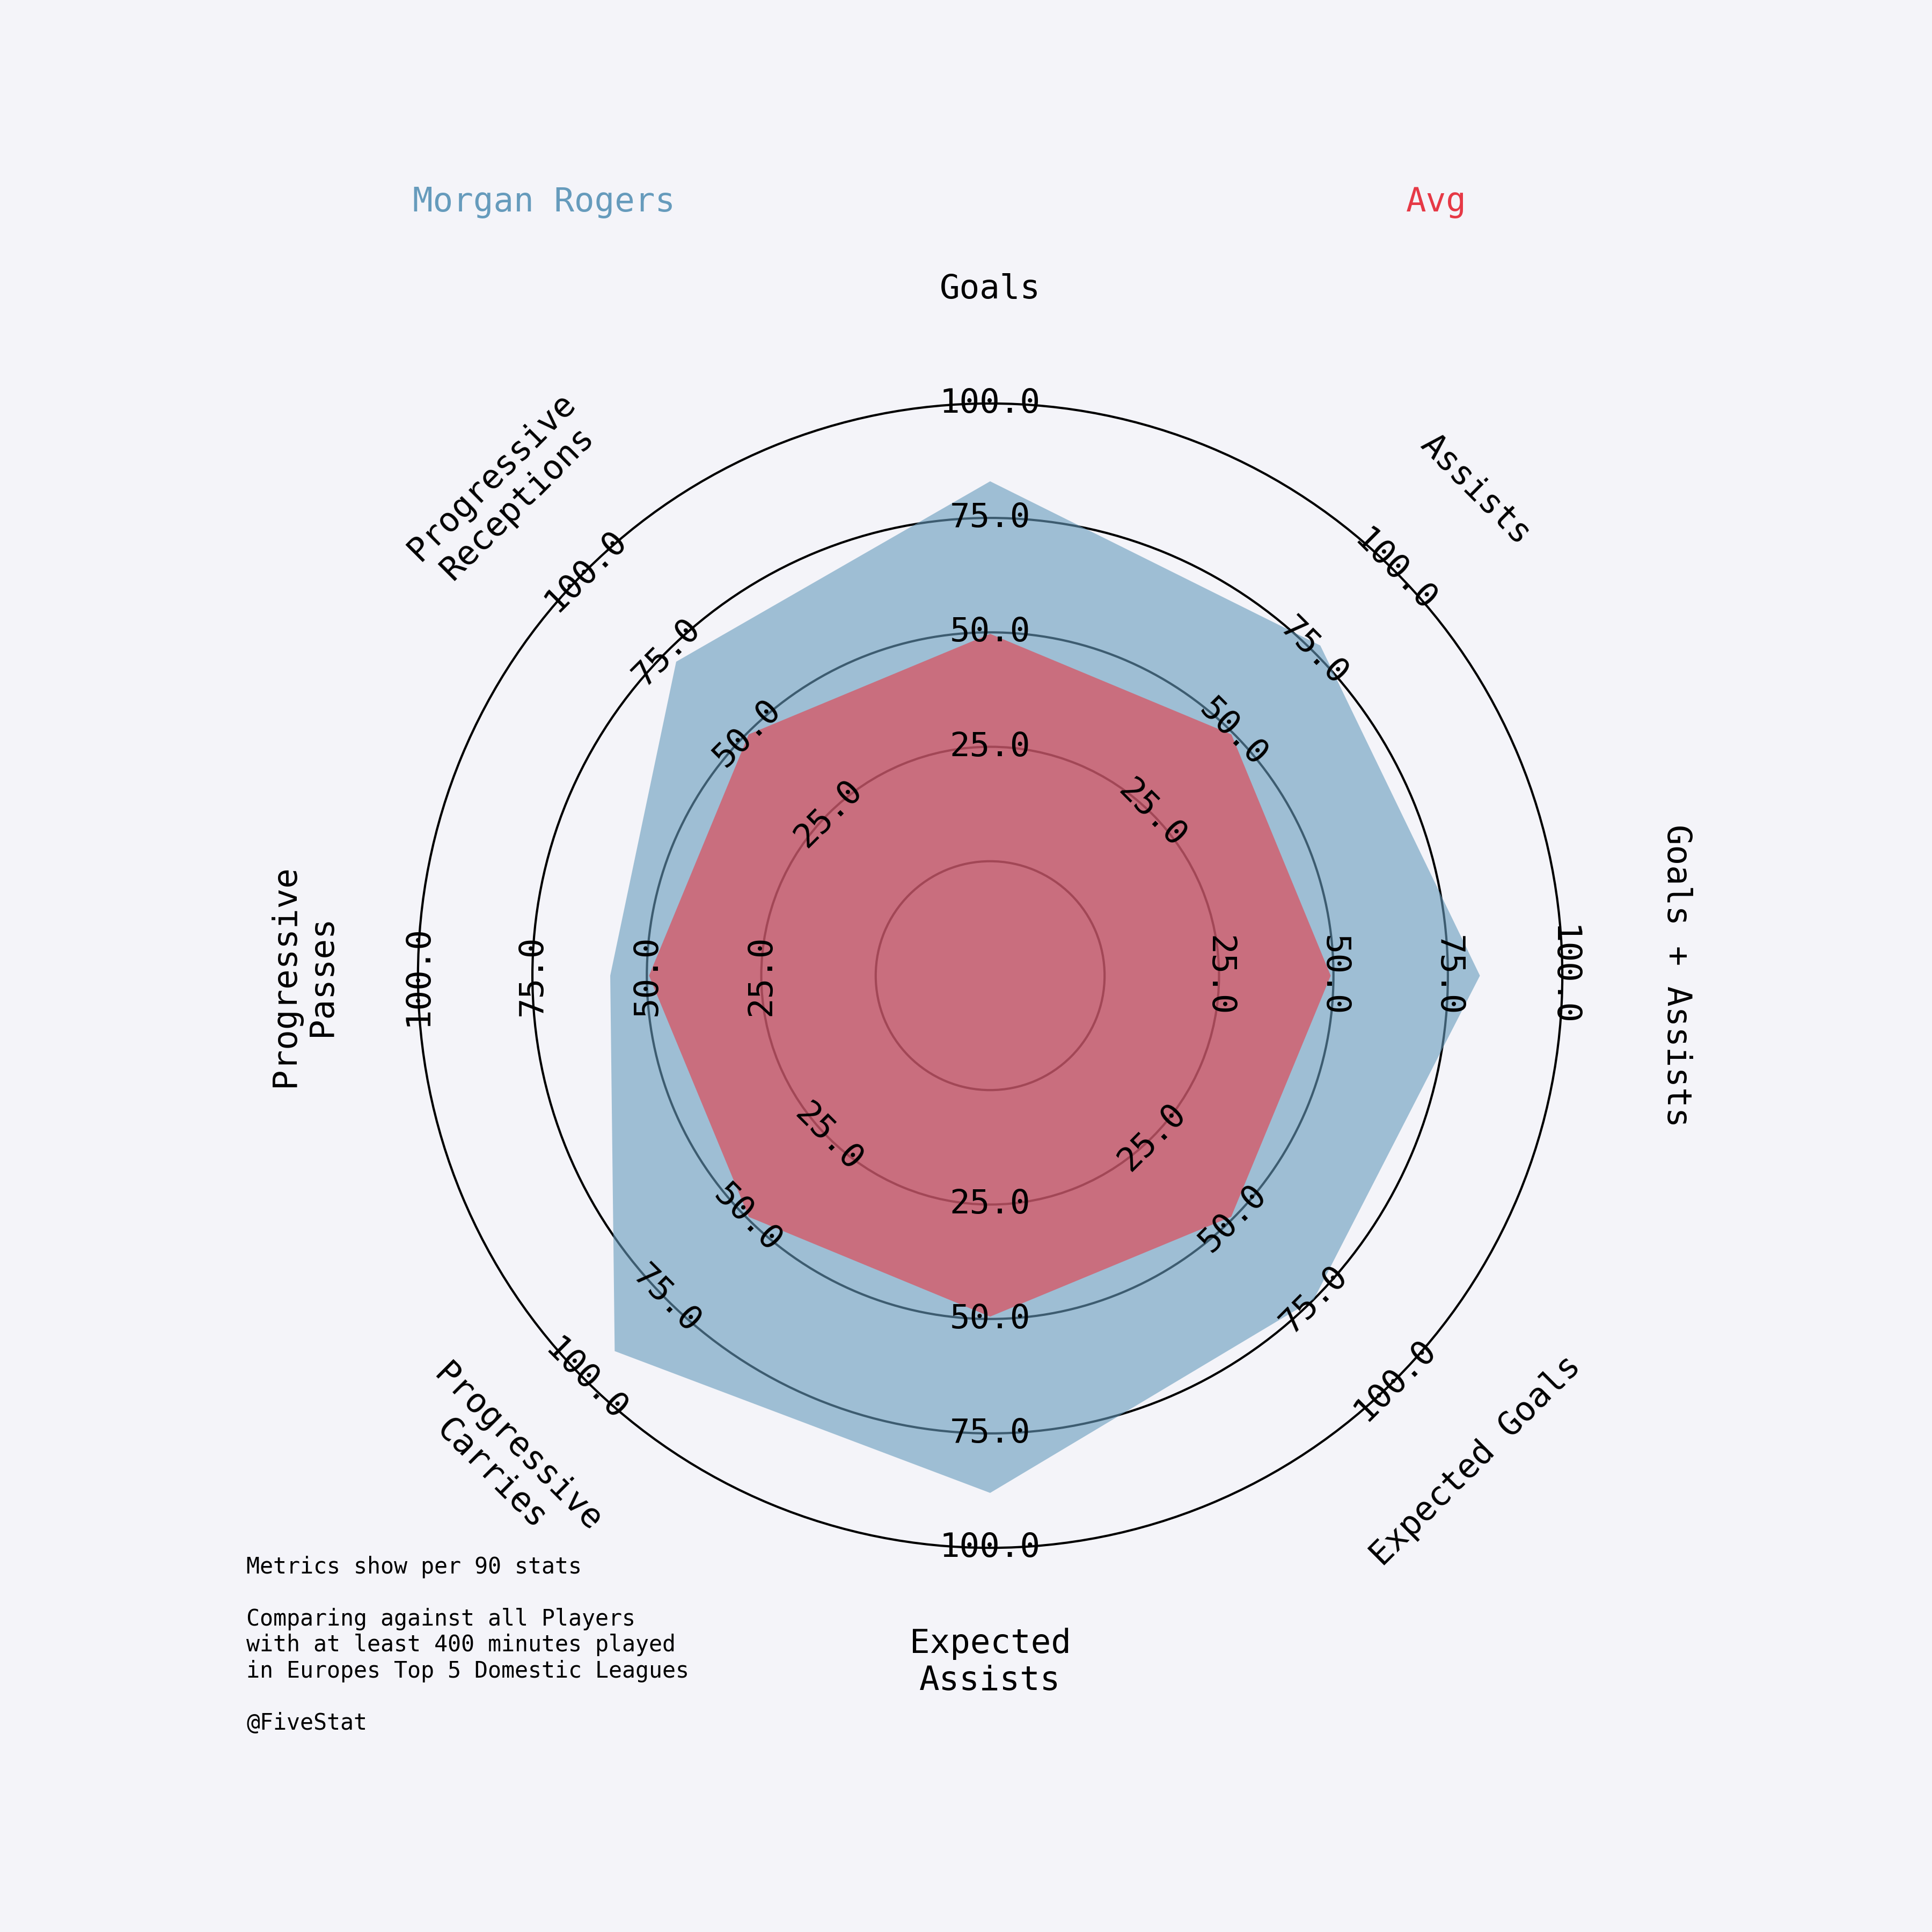 Morgan Rogers
Avg
Goals
Assists
Goals + Assists
Expected Goals
Expected
Assists
Progressive
Carries
Progressive
Passes
Progressive
Receptions
25.0
50.0
75.0
100.0
25.0
50.0
75.0
100.0
25.0
50.0
75.0
100.0
25.0
50.0
75.0
100.0
25.0
50.0
75.0
100.0
25.0
50.0
75.0
100.0
25.0
50.0
75.0
100.0
25.0
50.0
75.0
100.0
Metrics show per 90 stats
Comparing against all Players
with at least 400 minutes played
in Europes Top 5 Domestic Leagues
@FiveStat